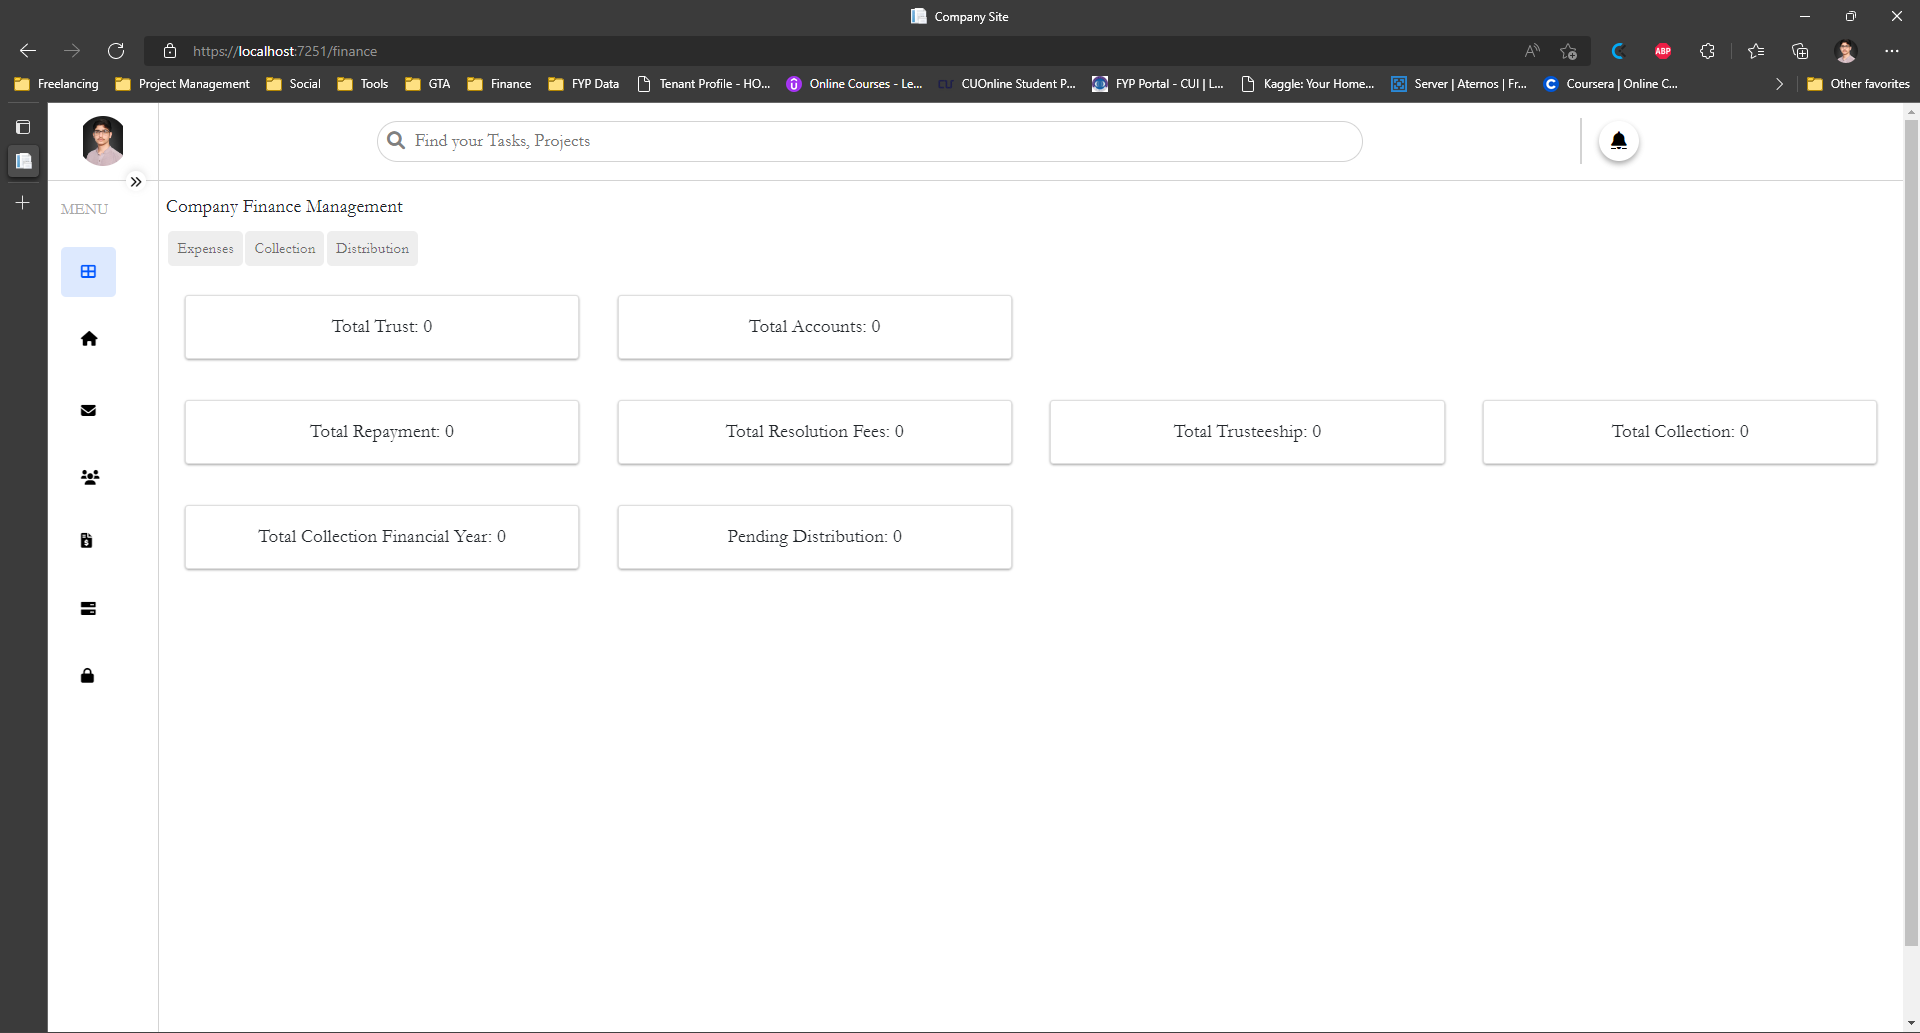 Company Site
https://localhost:7251/finance
Freelancing Project Management Social Tools GTA Finance FYP Data Tenant Profile - HO... Online Courses - Le... CUOnline Student P... FYP Portal - CUI | L... Kaggle: Your Home... Server | Aternos | Fr... Coursera | Online C... Other favorites
ABP
Find your Tasks, Projects
MENU
Company Finance Management
Expenses Collection Distribution
Total Trust: 0 Total Accounts: 0
Total Repayment: 0 Total Resolution Fees: 0 Total Trusteeship: 0 Total Collection: 0
Total Collection Financial Year: 0 Pending Distribution: 0